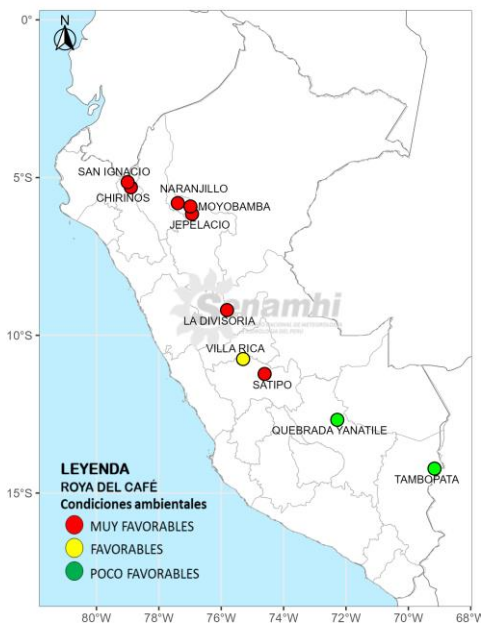 N
0°
SAN IGNACIO
5°S
CHIRINOS
NARANJILLO
MOYOBAMBA
JEPELACIO
Senamhi
LA DIVISORIA
10°S
VILLA RICA
SATIPO
QUEBRADA YANATILE
TAMBOPATA
15°S
LEYENDA
ROYA DEL CAFÉ
Condiciones ambientales
MUY FAVORABLES
FAVORABLES
POCO FAVORABLES
80°W 78°W 76°W 74°W 72°W 70°W 68°W